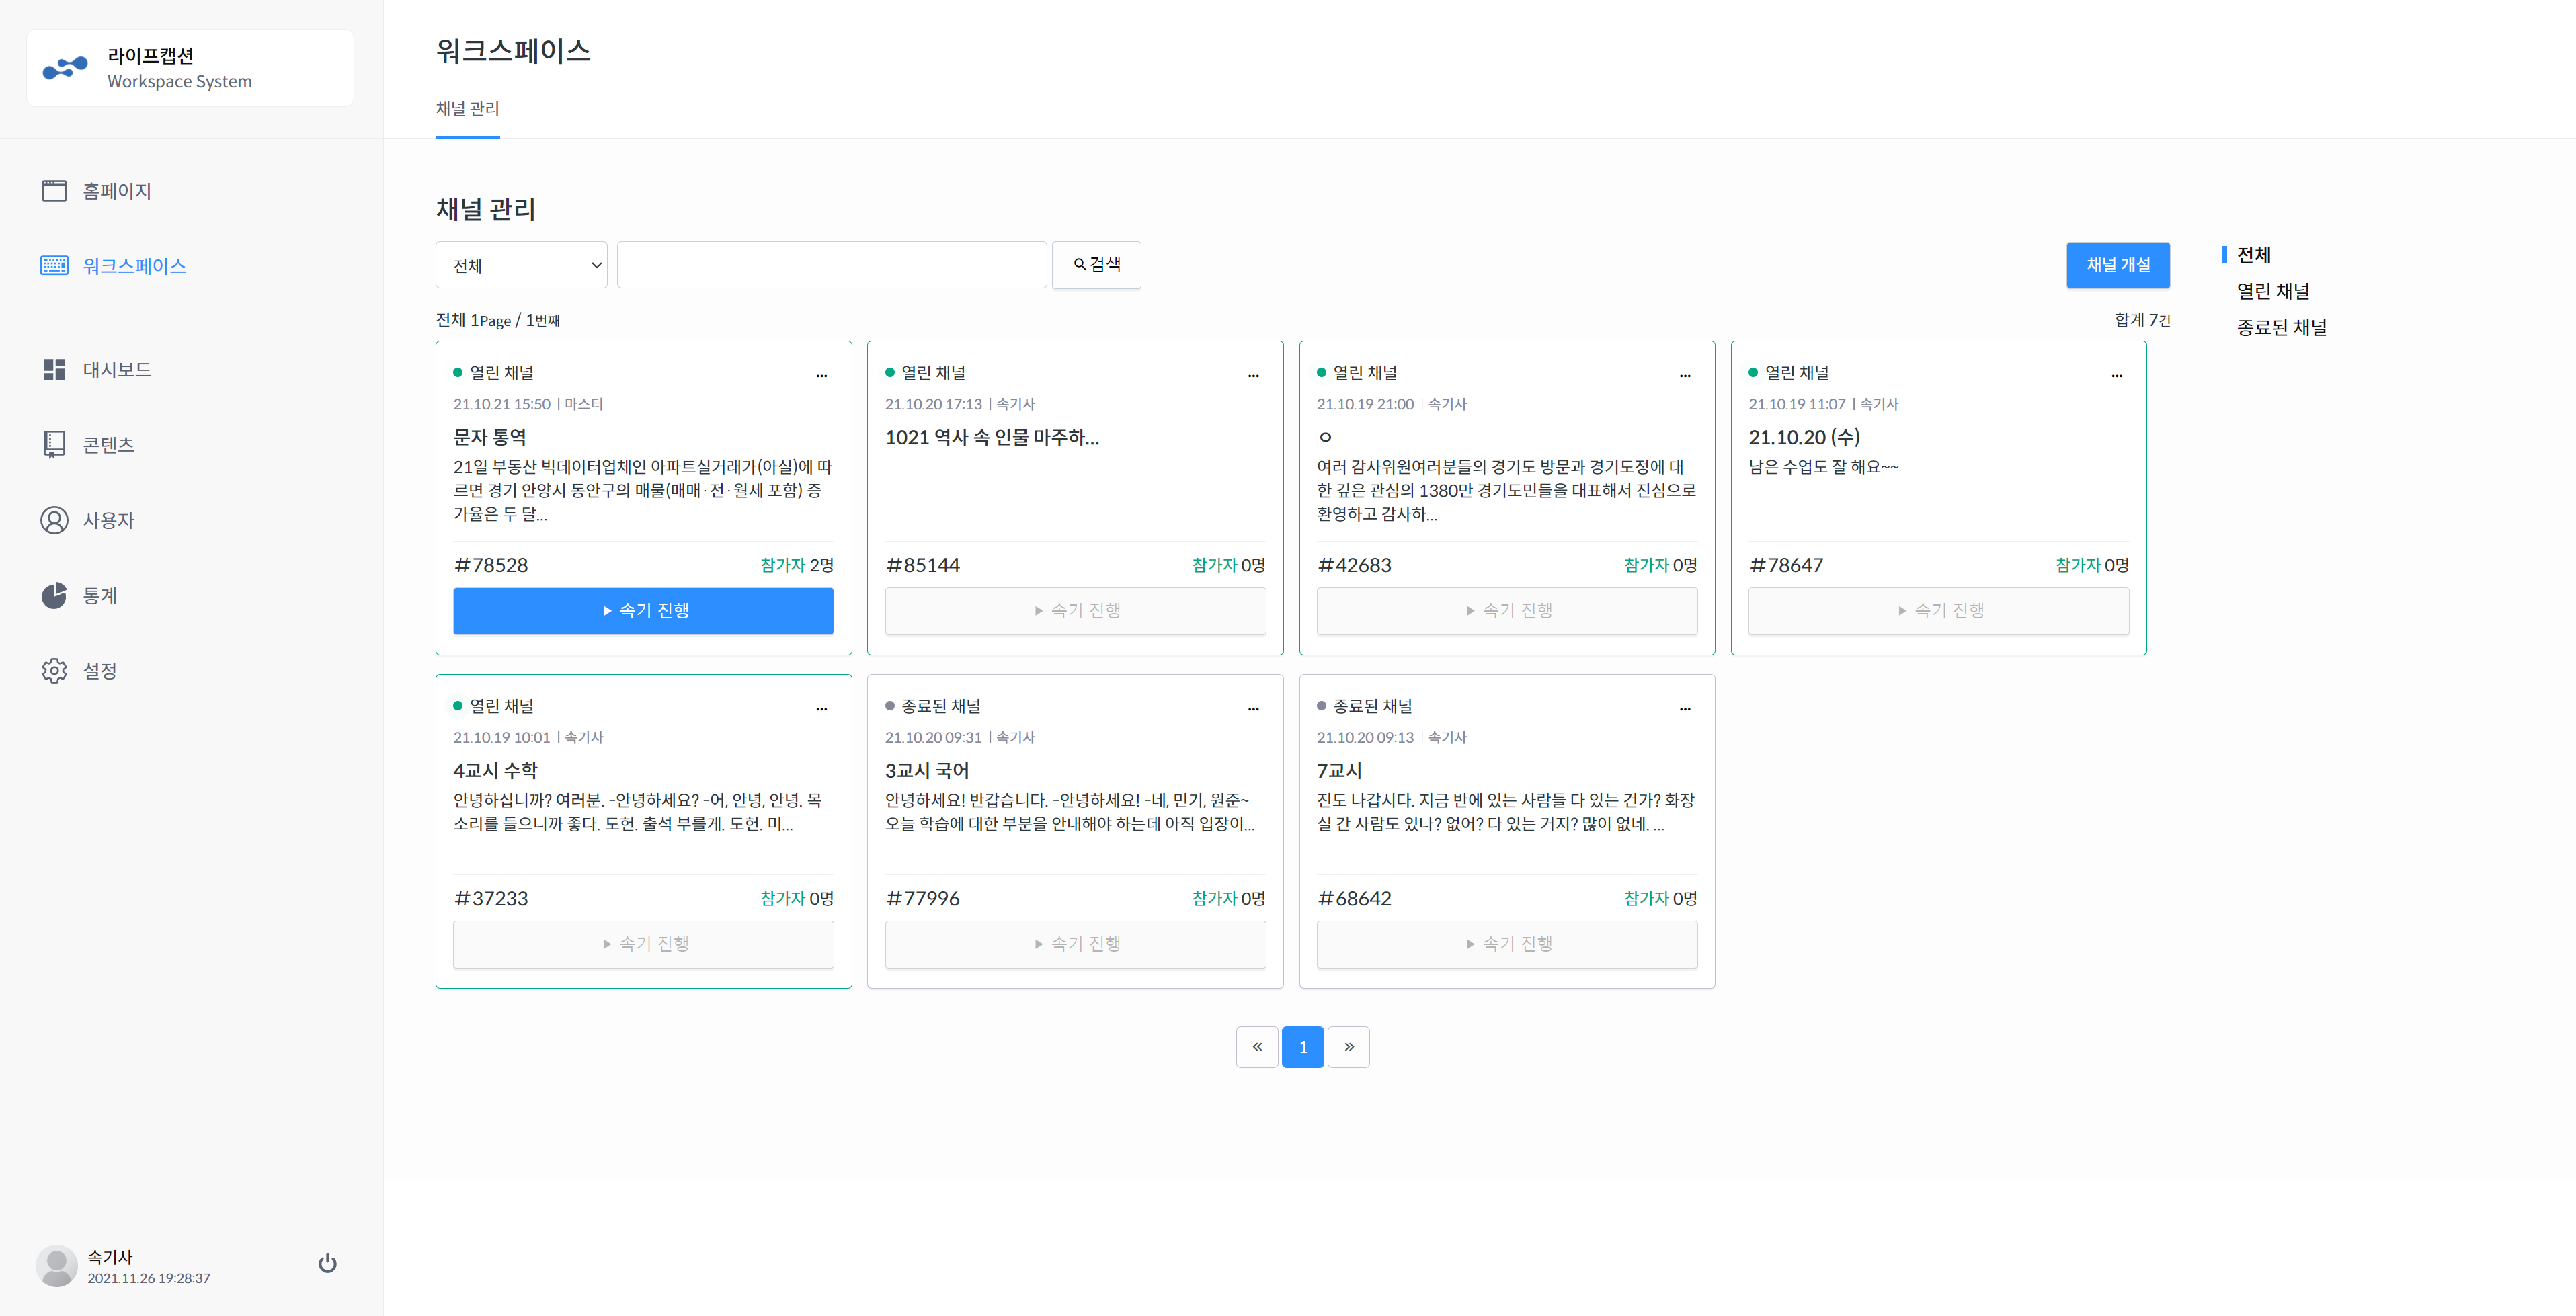 라이프캡션
Workspace System
홈페이지
워크스페이스
대시보드
콘텐츠
사용자
통계
설정
속기사
2021.11.26 19:28:37
워크스페이스
채널 관리
채널 관리
전체
검색
채널 개설
전체 1Page / 1번째
합계 7건
열린 채널
...
21.10.21 15:50 | 마스터
문자 통역
21일 부동산 빅데이터업체인 아파트실거래가(아실)에 따
르면 경기 안양시 동안구의 매물(매매·전·월세 포함) 증
가율은 두 달...
#78528
참가자 2명
속기 진행
열린 채널
...
21.10.20 17:13 | 속기사
1021 역사 속 인물 마주하...
#85144
참가자 0명
속기 진행
열린 채널
...
21.10.19 21:00 | 속기사
ㅇ
여러 감사위원여러분들의 경기도 방문과 경기도정에 대
한 깊은 관심의 1380만 경기도민들을 대표해서 진심으로
환영하고 감사하...
#42683
참가자 0명
속기 진행
열린 채널
...
21.10.19 11:07 | 속기사
21.10.20 (수)
남은 수업도 잘 해요~~
#78647
참가자 0명
속기 진행
열린 채널
...
21.10.19 10:01 | 속기사
4교시 수학
안녕하십니까? 여러분. -안녕하세요? -어, 안녕, 안녕. 목
소리를 들으니까 좋다. 도헌. 출석 부를게. 도헌. 미...
#37233
참가자 0명
속기 진행
종료된 채널
...
21.10.20 09:31 | 속기사
3교시 국어
안녕하세요! 반갑습니다. -안녕하세요! -네, 민기, 원준~
오늘 학습에 대한 부분을 안내해야 하는데 아직 입장이...
#77996
참가자 0명
속기 진행
종료된 채널
...
21.10.20 09:13 | 속기사
7교시
진도 나갑시다. 지금 반에 있는 사람들 다 있는 건가? 화장
실 간 사람도 있나? 없어? 다 있는 거지? 많이 없네. ...
#68642
참가자 0명
속기 진행
« 1 »
전체
열린 채널
종료된 채널